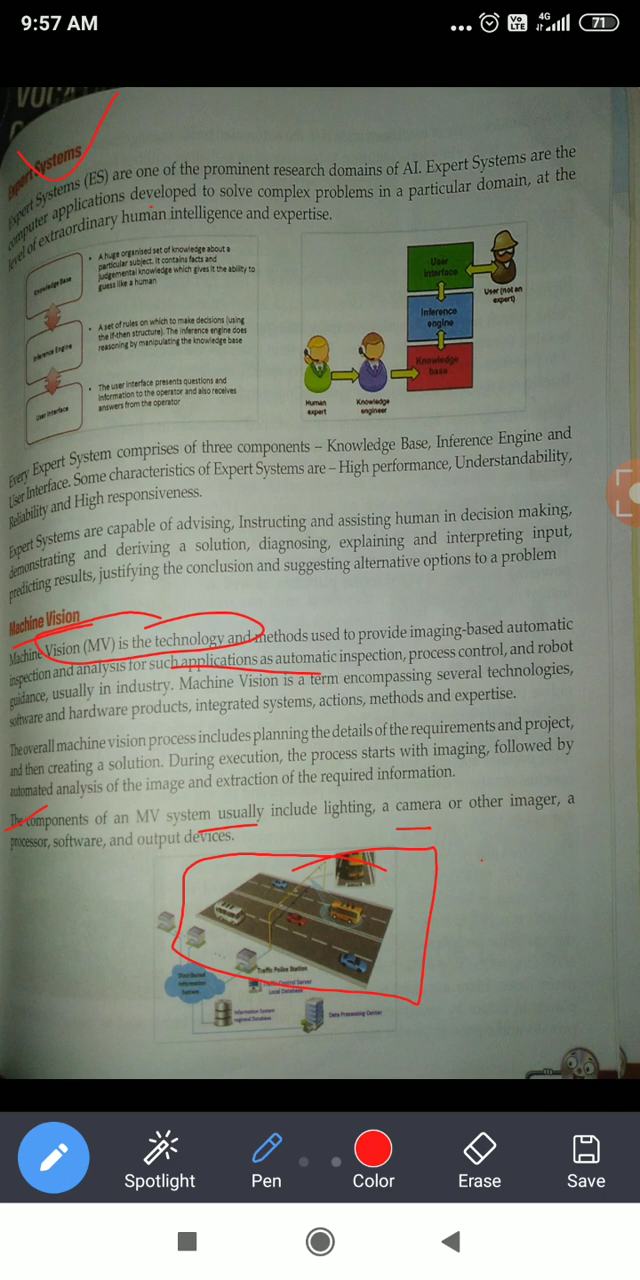 9:57 AM
Vo LTE 4G 71
Expert Systems
Expert Systems (ES) are one of the prominent research domains of AI. Expert Systems are the
computer applications developed to solve complex problems in a particular domain, at the
level of extraordinary human intelligence and expertise.
Knowledge Base
• A huge organised set of knowledge about a
particular subject. It contains facts and
judgemental knowledge which gives it the ability to
guess like a human
Inference Engine
• A set of rules on which to make decisions (using
the if-then structure). The Inference engine does
reasoning by manipulating the knowledge base
User Interface
• The user interface presents questions and
information to the operator and also receives
answers from the operator
User
interface
User (not an
expert)
Inference
engine
Knowledge
base
Human
expert
Knowledge
engineer
Every Expert System comprises of three components – Knowledge Base, Inference Engine and
User Interface. Some characteristics of Expert Systems are – High performance, Understandability,
Reliability and High responsiveness.
Expert Systems are capable of advising, Instructing and assisting human in decision making,
demonstrating and deriving a solution, diagnosing, explaining and interpreting input,
predicting results, justifying the conclusion and suggesting alternative options to a problem
Machine Vision
Machine Vision (MV) is the technology and methods used to provide imaging-based automatic
inspection and analysis for such applications as automatic inspection, process control, and robot
guidance, usually in industry. Machine Vision is a term encompassing several technologies,
software and hardware products, integrated systems, actions, methods and expertise.
The overall machine vision process includes planning the details of the requirements and project,
and then creating a solution. During execution, the process starts with imaging, followed by
automated analysis of the image and extraction of the required information.
The components of an MV system usually include lighting, a camera or other imager, a
processor, software, and output devices.
Traffic Police Station
Distributed
Information
System
Traffic Control Server
Local Database
Information System
regional Database
Data Processing Center
Spotlight
Pen
Color
Erase
Save